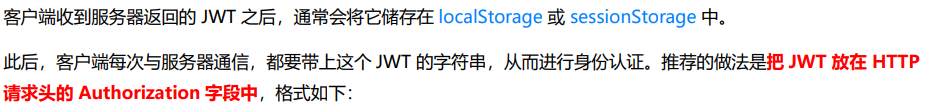 客户端收到服务器返回的 JWT 之后，通常会将它储存在 localStorage 或 sessionStorage 中。
此后，客户端每次与服务器通信，都要带上这个 JWT 的字符串，从而进行身份认证。推荐的做法是把 JWT 放在 HTTP
请求头的 Authorization 字段中，格式如下：